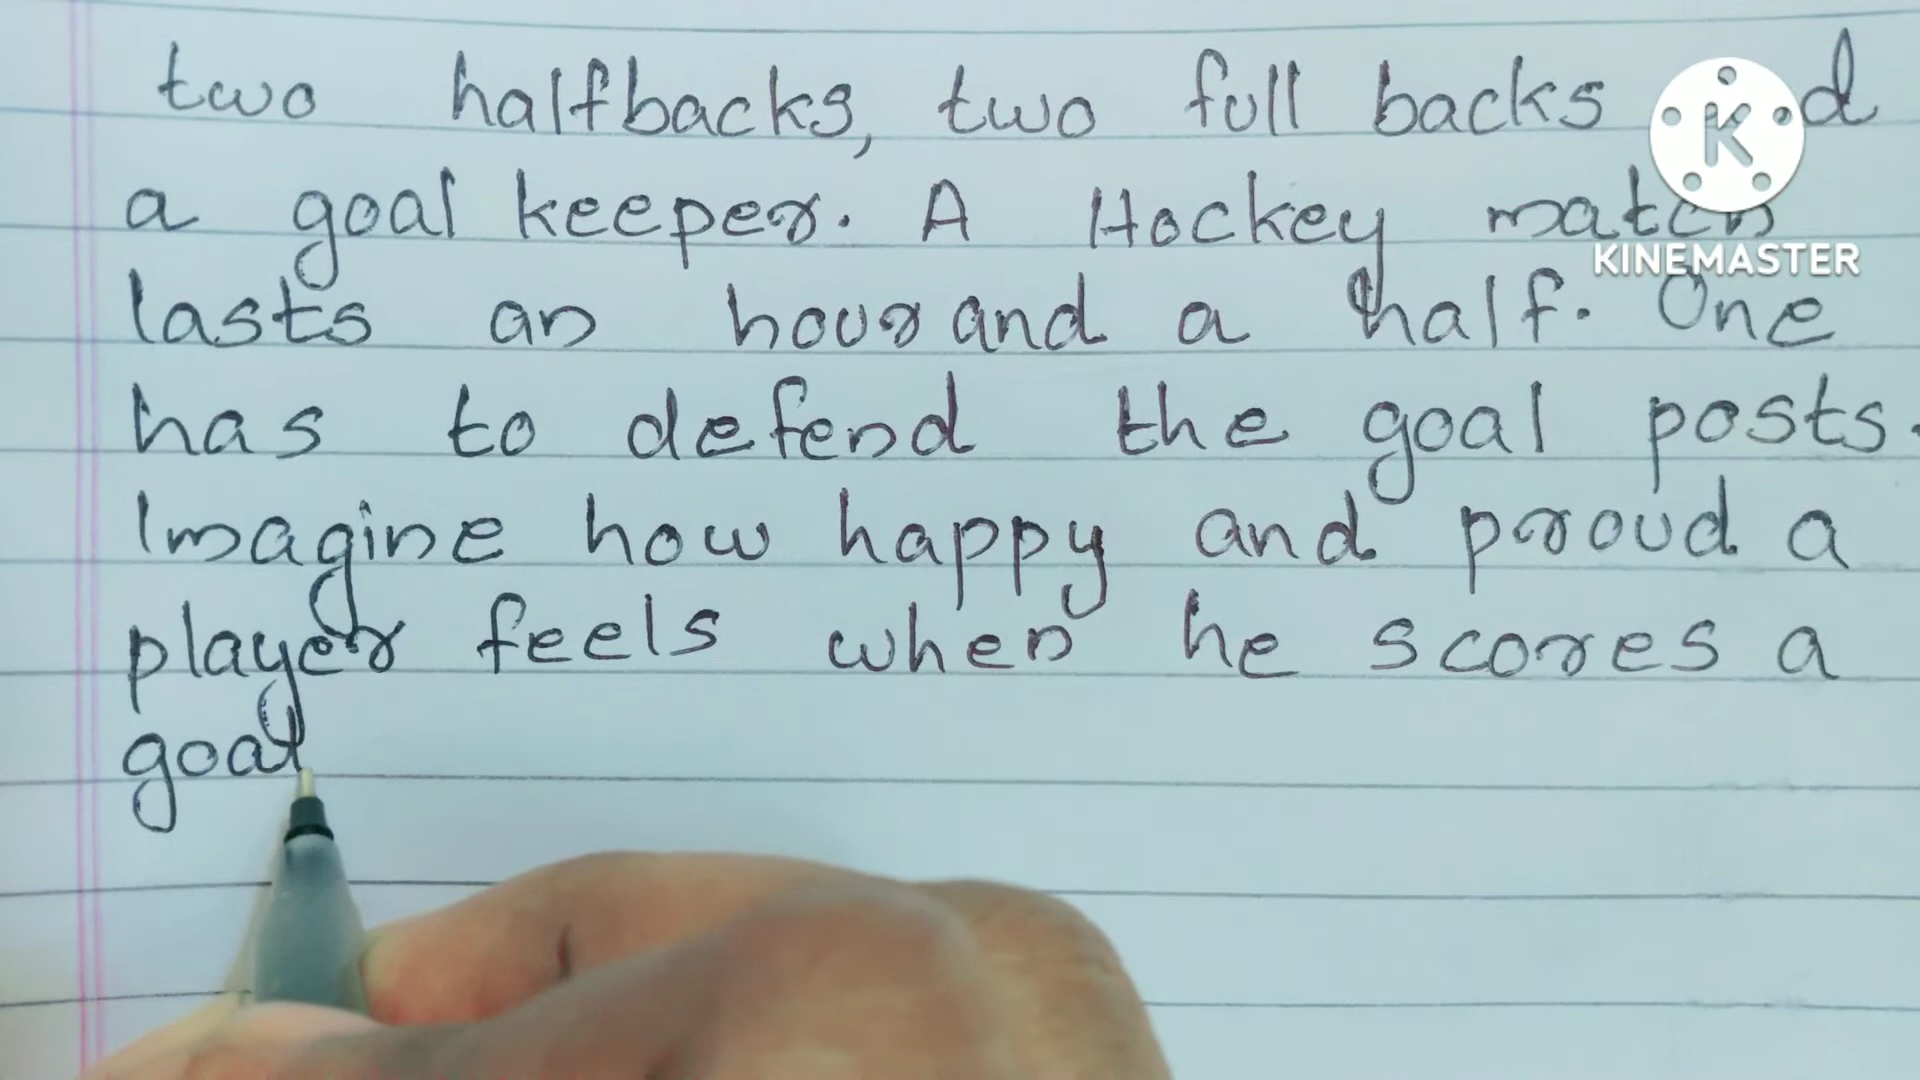 two halfbacks, two full backs
a goal keeper. A Hockey match
KINEMASTER
lasts an hour and a half. One
has to defend the goal posts.
Imagine how happy and proud a
player feels when he scores a
goal